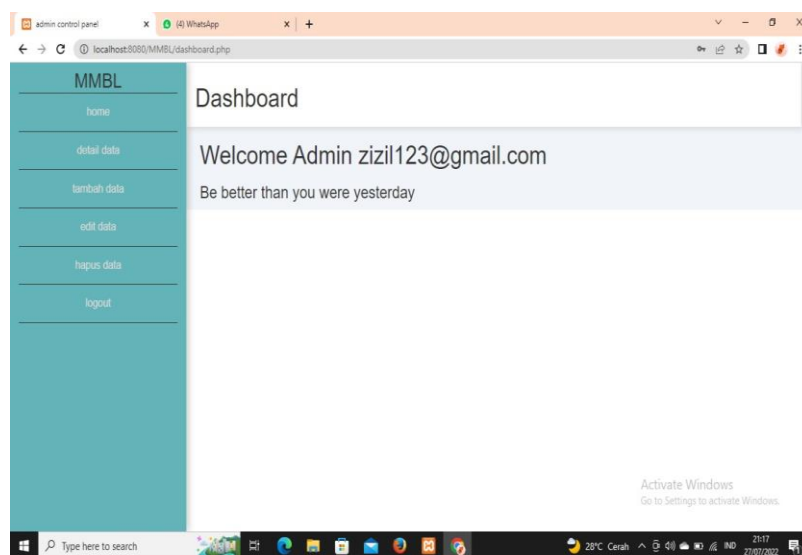 admin control panel
(4) WhatsApp
localhost:8080/MMBL/dashboard.php
MMBL
home
detail data
tambah data
edit data
hapus data
logout
Dashboard
Welcome Admin zizil123@gmail.com
Be better than you were yesterday
Activate Windows
Go to Settings to activate Windows.
Type here to search
28°C Cerah
IND
21:17
27/07/2022